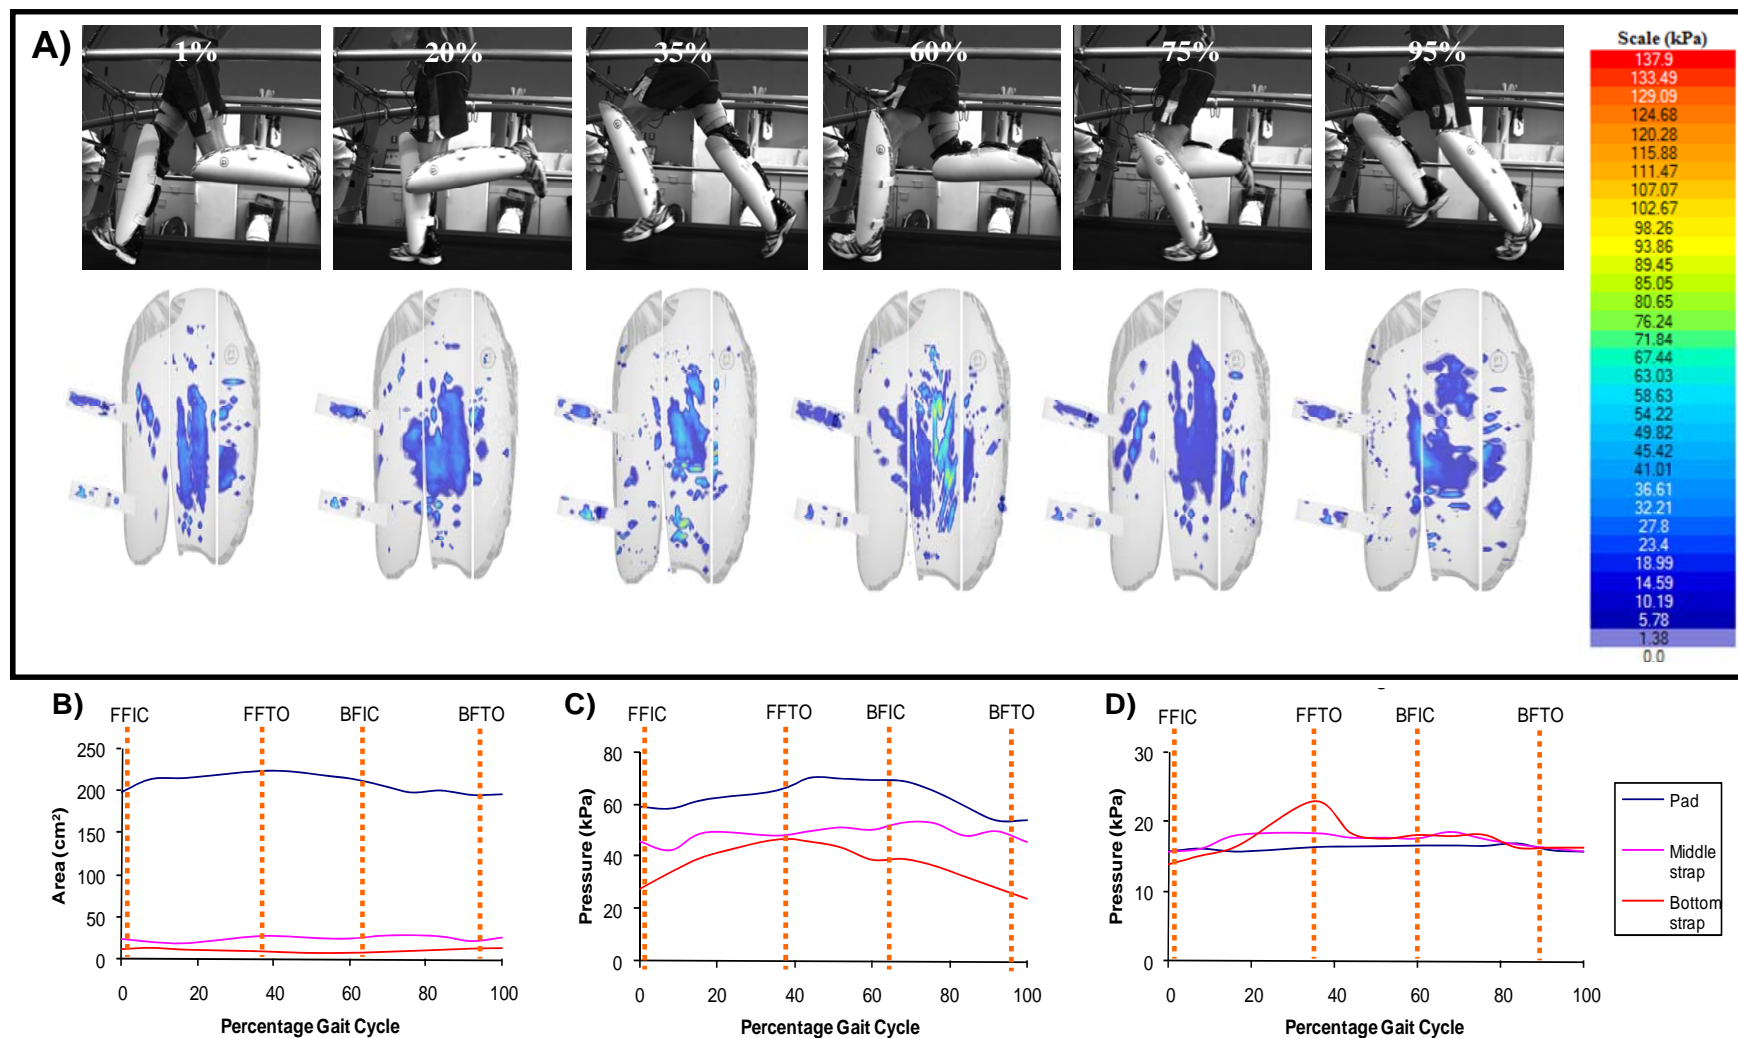 A)
1%
20%
35%
60%
75%
95%
Scale (kPa)
137.9
133.49
129.09
124.68
120.28
115.88
111.47
107.07
102.67
98.26
93.86
89.45
85.05
80.65
76.24
71.84
67.44
63.03
58.63
54.22
49.82
45.42
41.01
36.61
32.21
27.8
23.4
18.99
14.59
10.19
5.78
1.38
0.0
B)
FFIC
FFTO
BFIC
BFTO
Area (cm²)
250
200
150
100
50
0
0 20 40 60 80 100
Percentage Gait Cycle
C)
FFIC
FFTO
BFIC
BFTO
Pressure (kPa)
80
60
40
20
0
0 20 40 60 80 100
Percentage Gait Cycle
D)
FFIC
FFTO
BFIC
BFTO
Pressure (kPa)
30
20
10
0
0 20 40 60 80 100
Percentage Gait Cycle
Pad
Middle
strap
Bottom
strap